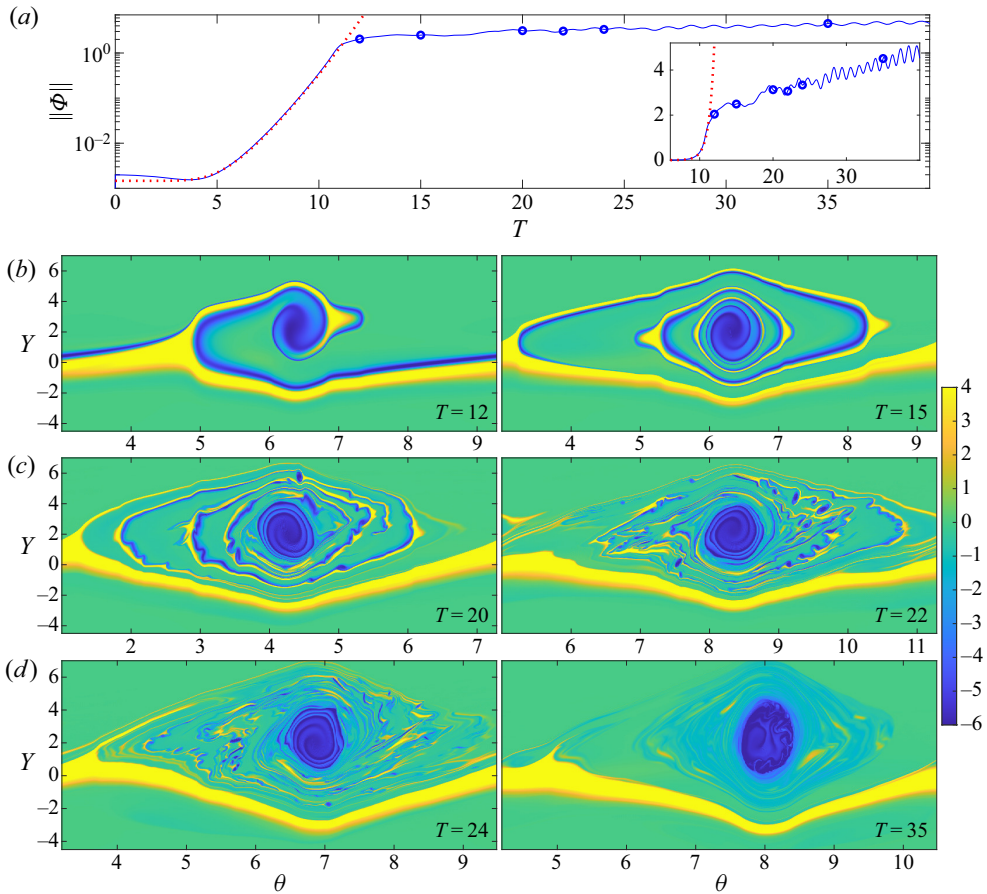 (a)
10^0
10^-2
||Φ||
0 5 10 15 20 25 30 35
T
4
2
0
10 20 30
(b)
6
4
Y 2
0
−2
−4
4 5 6 7 8 9
T = 12
4 5 6 7 8 9
T = 15
(c)
6
4
Y 2
0
−2
−4
2 3 4 5 6 7
T = 20
6 7 8 9 10 11
T = 22
(d)
6
4
Y 2
0
−2
−4
4 5 6 7 8 9
T = 24
θ
5 6 7 8 9 10
T = 35
θ
4
3
2
1
0
−1
−2
−3
−4
−5
−6